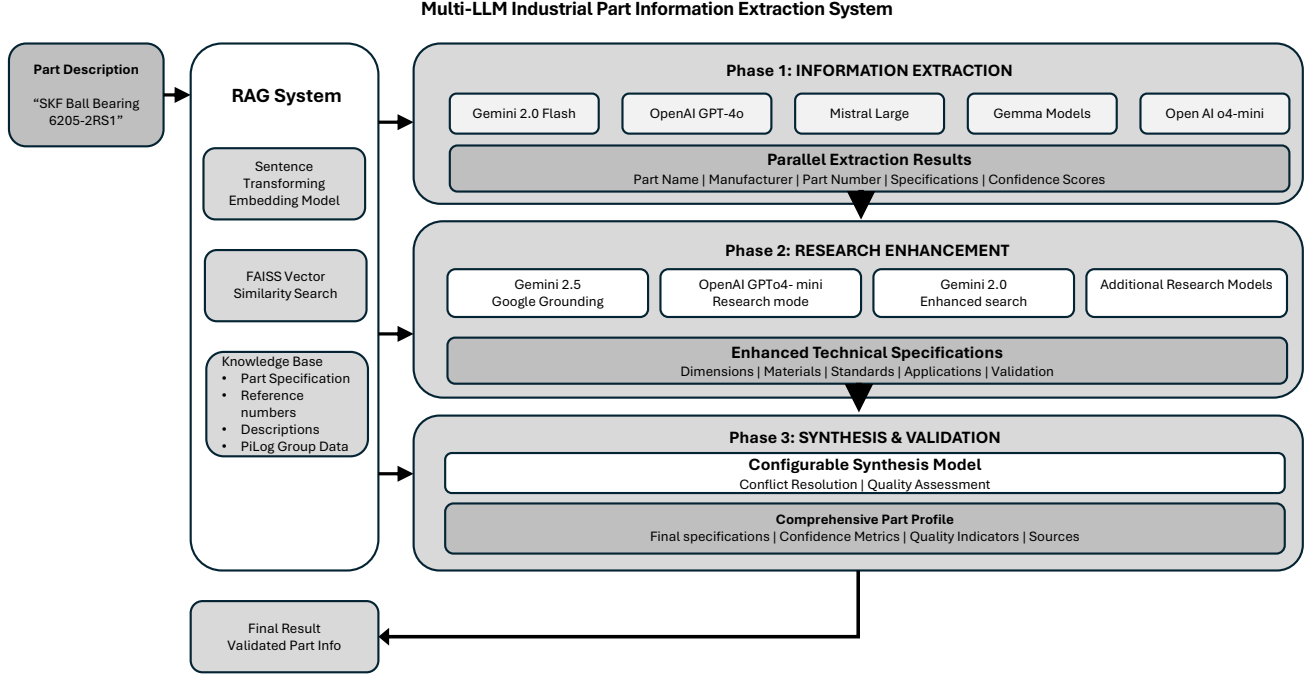 Multi-LLM Industrial Part Information Extraction System
Part Description
“SKF Ball Bearing
6205-2RS1”
RAG System
Sentence
Transforming
Embedding Model
FAISS Vector
Similarity Search
Knowledge Base
• Part Specification
• Reference
numbers
• Descriptions
• PiLog Group Data
Phase 1: INFORMATION EXTRACTION
Gemini 2.0 Flash
OpenAI GPT-4o
Mistral Large
Gemma Models
Open AI o4-mini
Parallel Extraction Results
Part Name | Manufacturer | Part Number | Specifications | Confidence Scores
Phase 2: RESEARCH ENHANCEMENT
Gemini 2.5
Google Grounding
OpenAI GPTo4- mini
Research mode
Gemini 2.0
Enhanced search
Additional Research Models
Enhanced Technical Specifications
Dimensions | Materials | Standards | Applications | Validation
Phase 3: SYNTHESIS & VALIDATION
Configurable Synthesis Model
Conflict Resolution | Quality Assessment
Comprehensive Part Profile
Final specifications | Confidence Metrics | Quality Indicators | Sources
Final Result
Validated Part Info